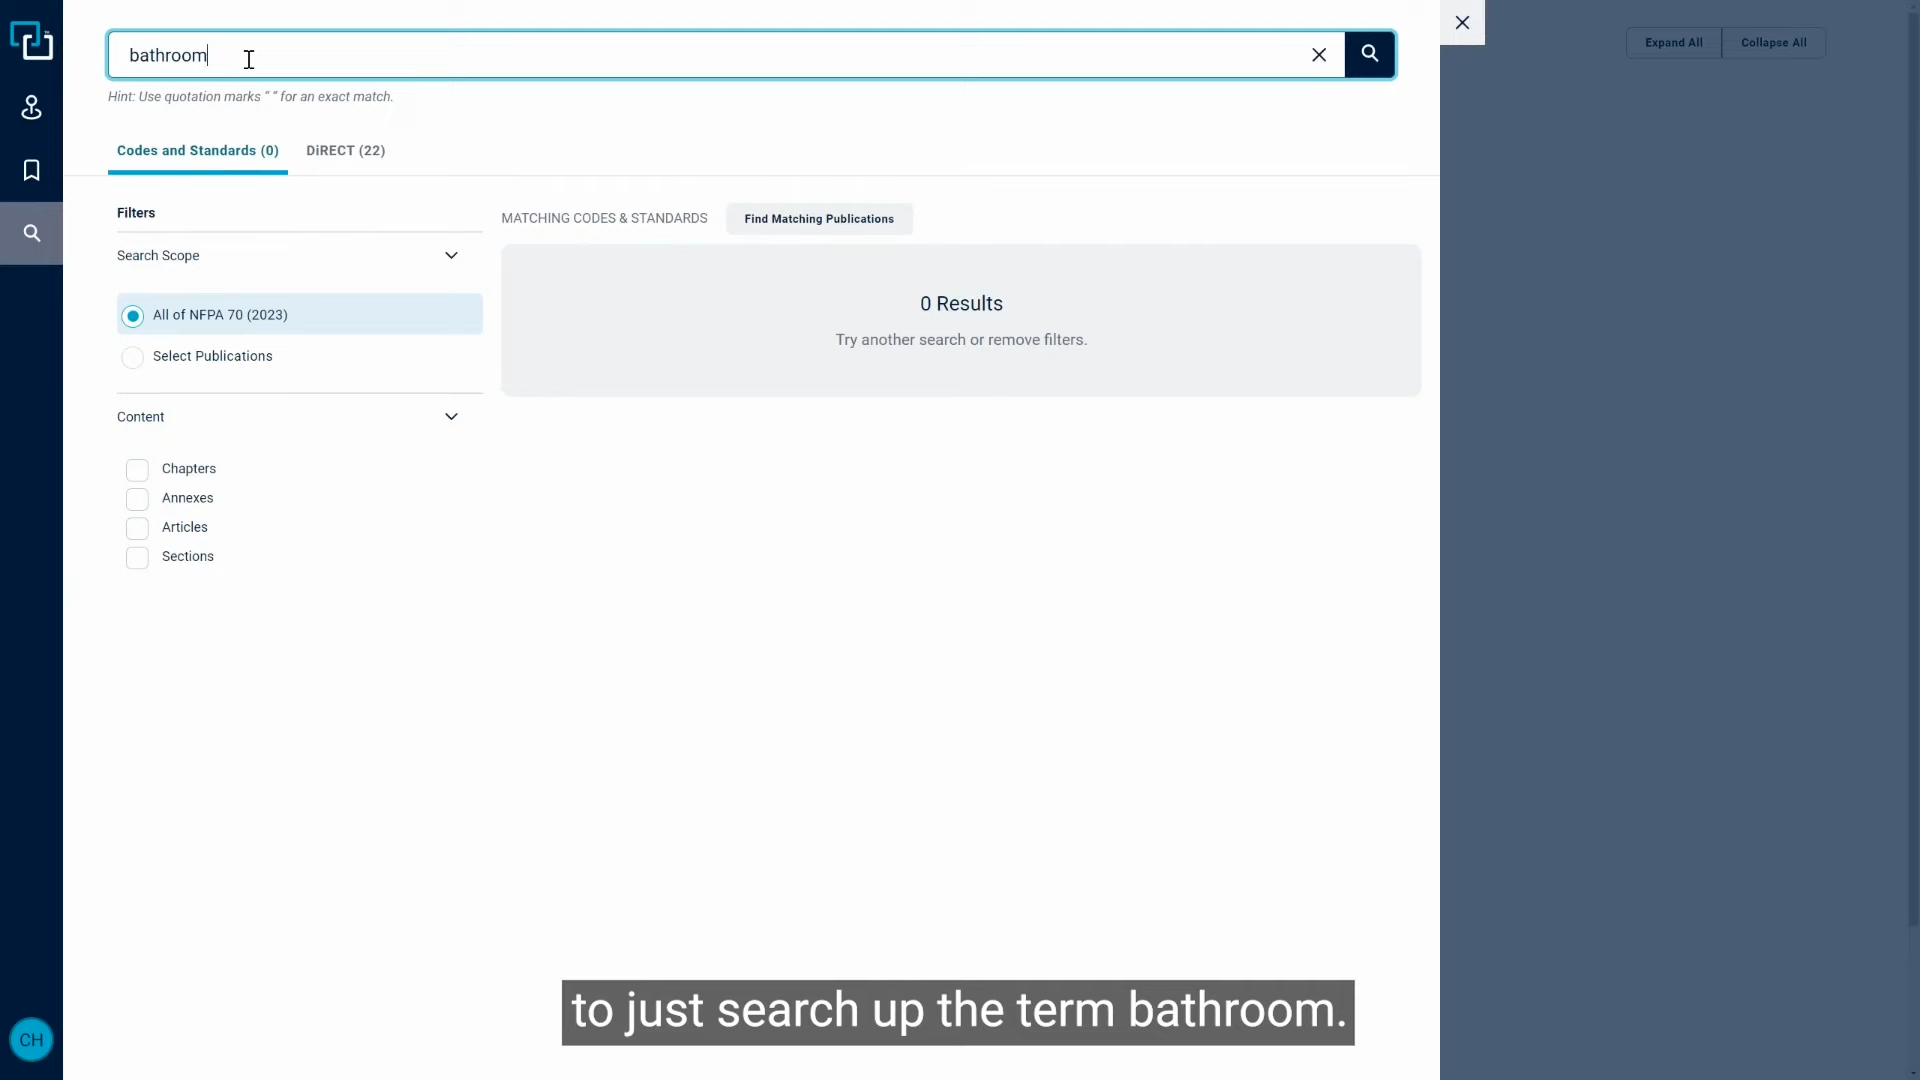 bathroom
Hint: Use quotation marks “ ” for an exact match.
Expand All
Collapse All
Codes and Standards (0)
DiRECT (22)
Filters
Search Scope
All of NFPA 70 (2023)
Select Publications
Content
Chapters
Annexes
Articles
Sections
MATCHING CODES & STANDARDS
Find Matching Publications
0 Results
Try another search or remove filters.
CH
to just search up the term bathroom.